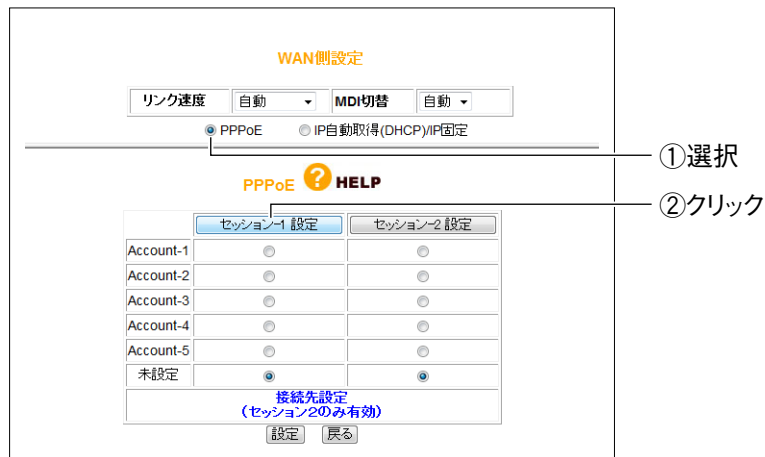 WAN側設定
リンク速度 自動 MDI切替 自動
PPPoE IP自動取得(DHCP)/IP固定
①選択
PPPoE ? HELP
②クリック
セッション-1 設定 セッション-2 設定
Account-1
Account-2
Account-3
Account-4
Account-5
未設定
接続先設定
(セッション2のみ有効)
設定 戻る